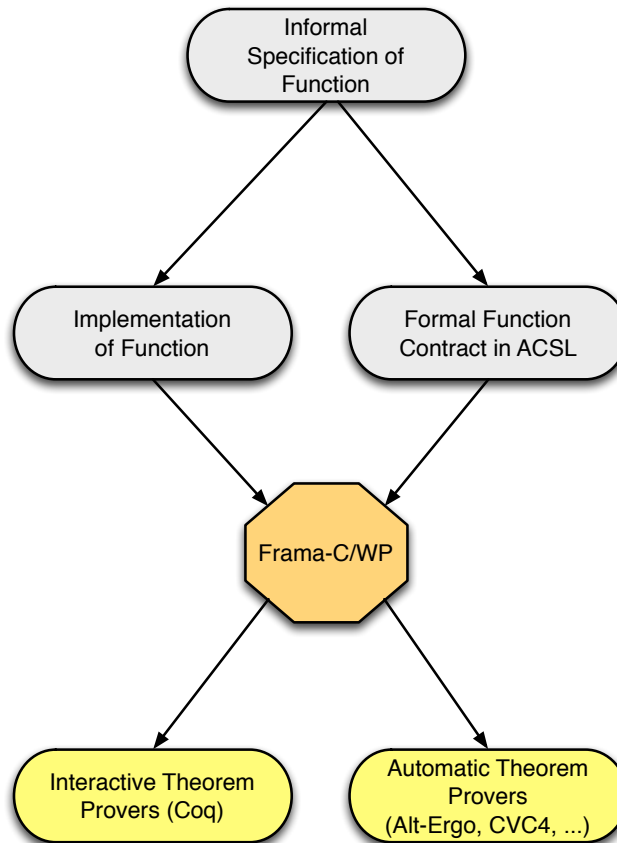 Informal
Specification of
Function
Implementation
of Function
Formal Function
Contract in ACSL
Frama-C/WP
Interactive Theorem
Provers (Coq)
Automatic Theorem
Provers
(Alt-Ergo, CVC4, ...)